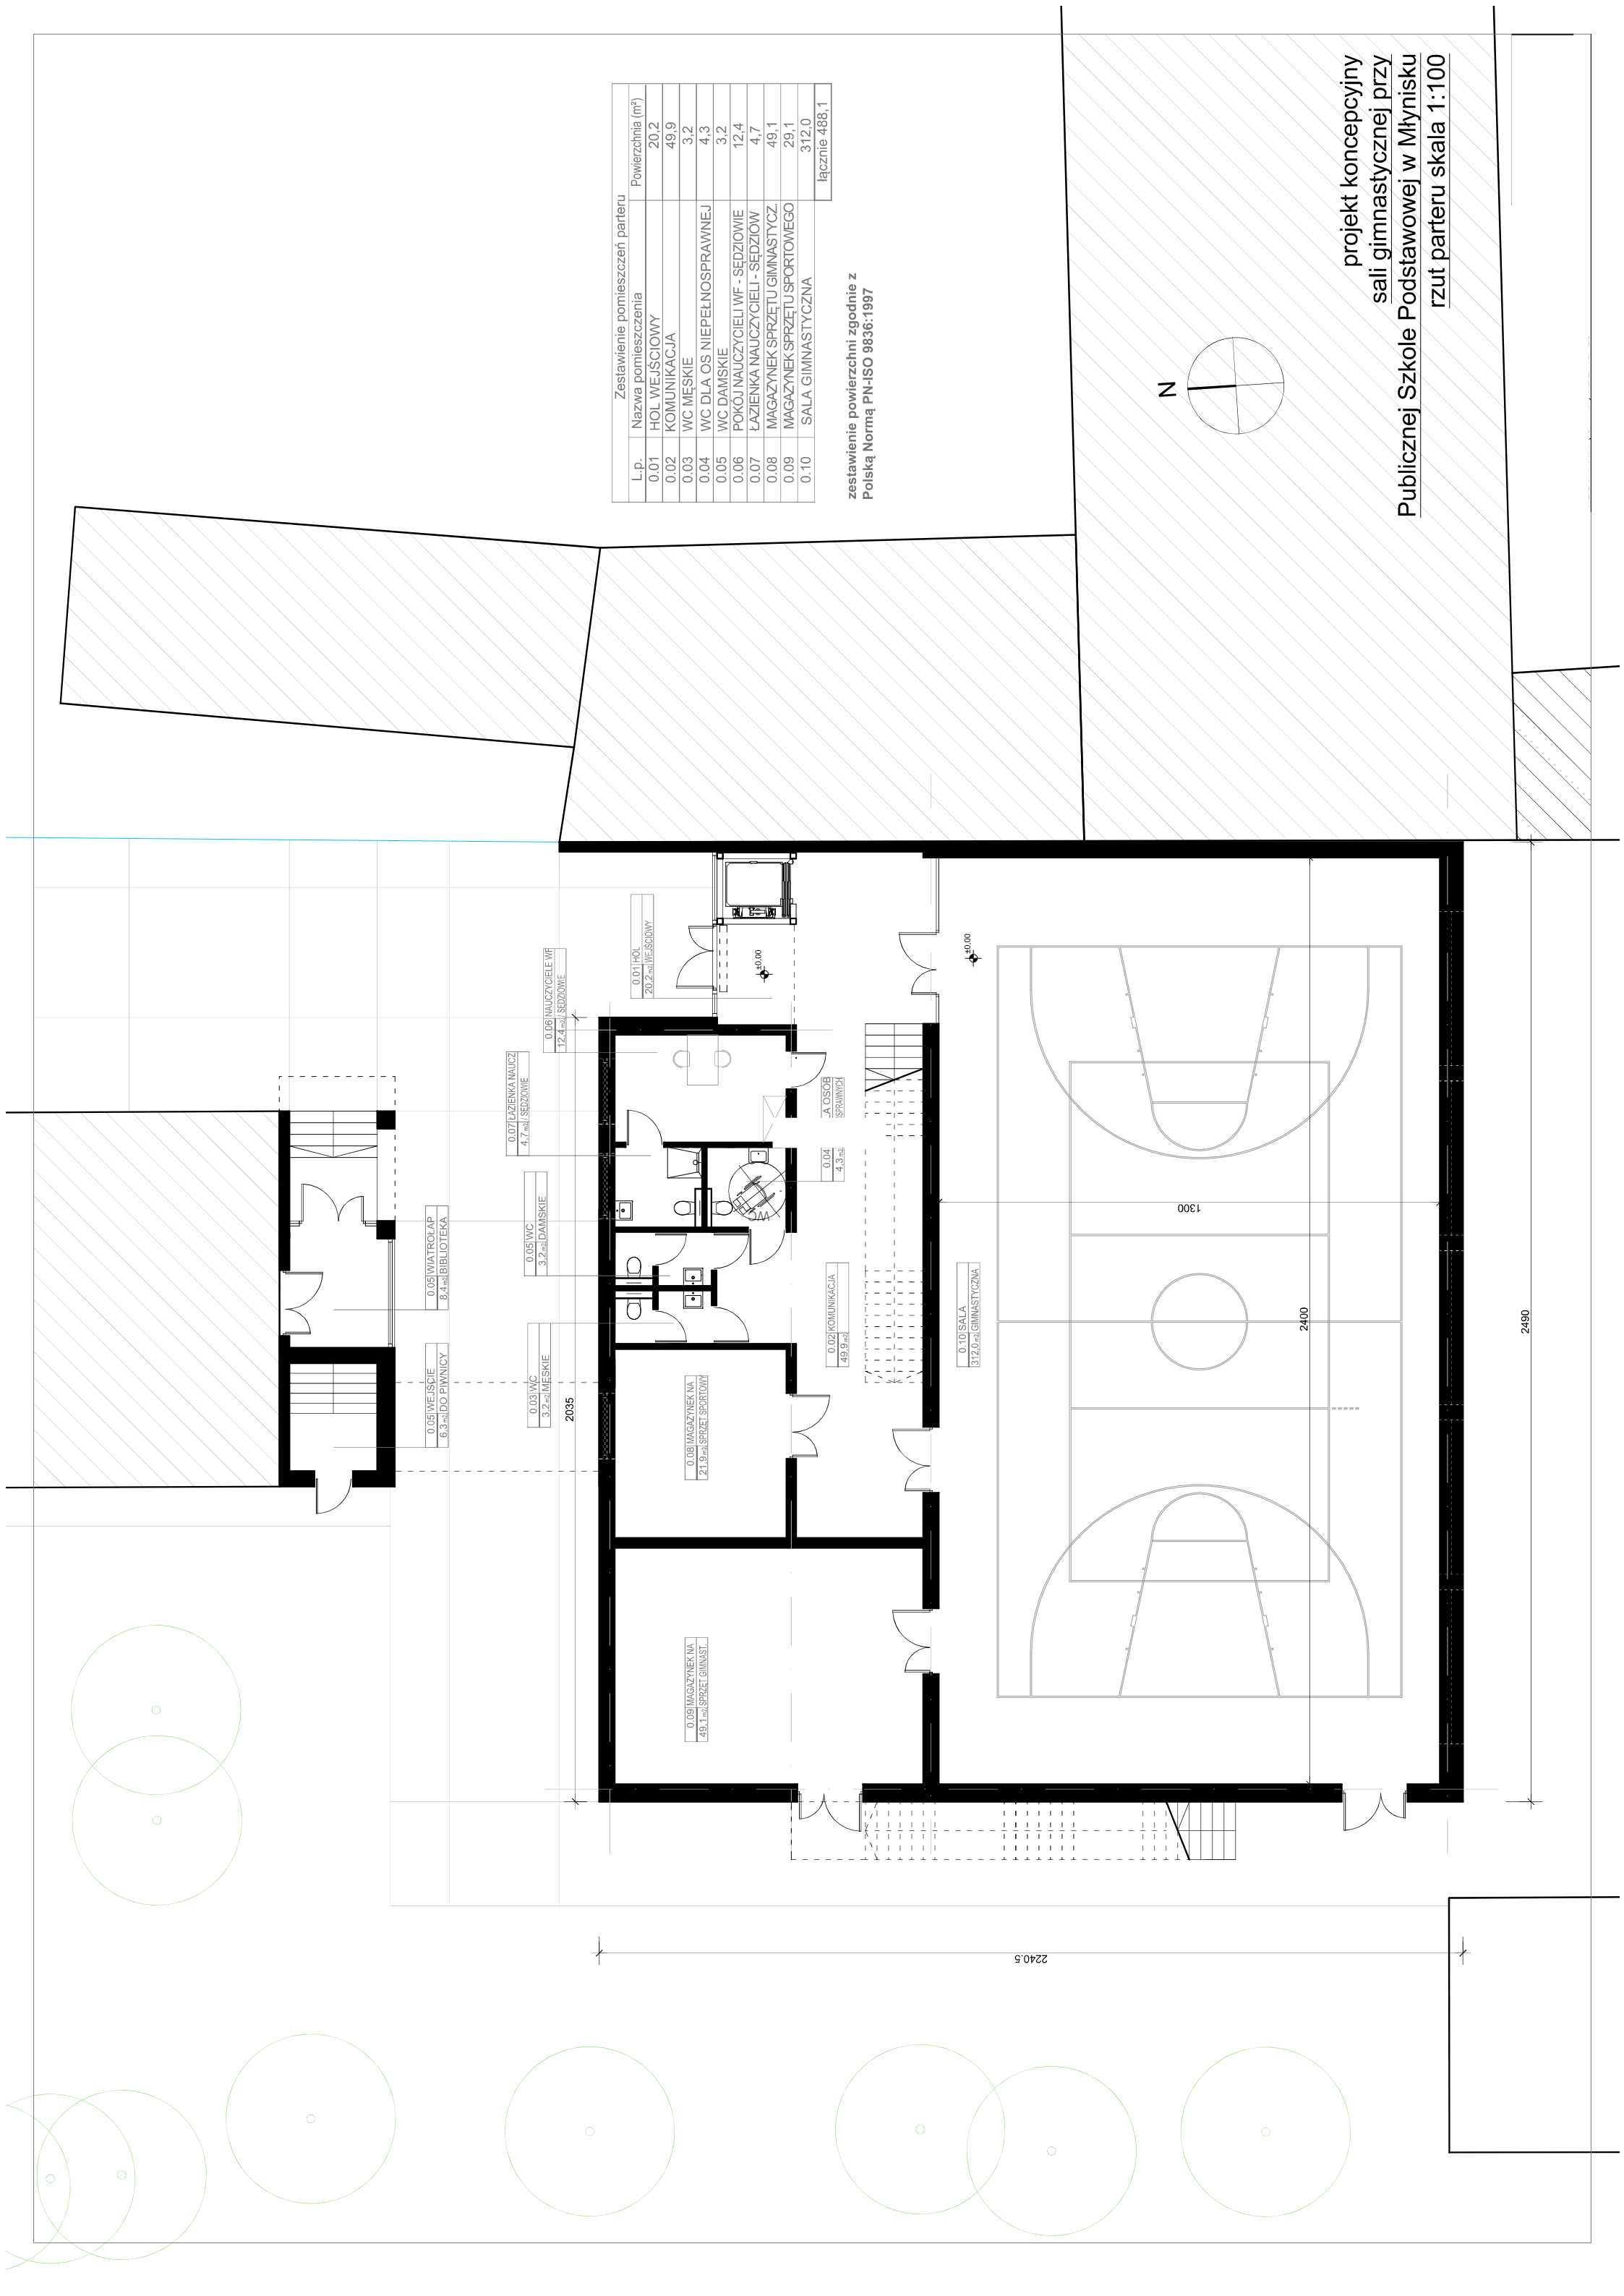 projekt koncepcyjny
sali gimnastycznej przy
Publicznej Szkole Podstawowej w Młynisku
rzut parteru skala 1:100
N
Zestawienie pomieszczeń parteru
L.p. Nazwa pomieszczenia Powierzchnia (m²)
0.01 HOL WEJŚCIOWY 20,2
0.02 KOMUNIKACJA 49,9
0.03 WC MĘSKIE 3,2
0.04 WC DLA OS NIEPEŁNOSPRAWNEJ 4,3
0.05 WC DAMSKIE 3,2
0.06 POKÓJ NAUCZYCIELI WF - SĘDZIOWIE 12,4
0.07 ŁAZIENKA NAUCZYCIELI - SĘDZIÓW 4,7
0.08 MAGAZYNEK SPRZĘTU GIMNASTYCZ. 49,1
0.09 MAGAZYNEK SPRZĘTU SPORTOWEGO 29,1
0.10 SALA GIMNASTYCZNA 312,0
łącznie 488,1
zestawienie powierzchni zgodnie z
Polską Normą PN-ISO 9836:1997
0.05 WEJŚCIE
6,3 m2 DO PIWNICY
0.05 WIATROŁAP
8,4 m2 BIBLIOTEKA
0.07 ŁAZIENKA NAUCZ
4,7 m2 / SĘDZIOWIE
0.06 NAUCZYCIELE WF
12,4 m2 / SĘDZIOWIE
0.05 WC
3,2 m2 DAMSKIE
0.03 WC
3,2 m2 MĘSKIE
2035
0.01 HOL
20,2 m2 WEJŚCIOWY
0.08 MAGAZYNEK NA
21,9 m2 SPRZĘT SPORTOWY
0.09 MAGAZYNEK NA
49,1 m2 SPRZĘT GIMNAST.
±0.00
WC
A OSÓB
SPRAWNYCH
0.04
4,3 m2
0.02 KOMUNIKACJA
49,9 m2
0.10 SALA
312,0 m2 GIMNASTYCZNA
±0.00
1300
2400
2490
2240.5